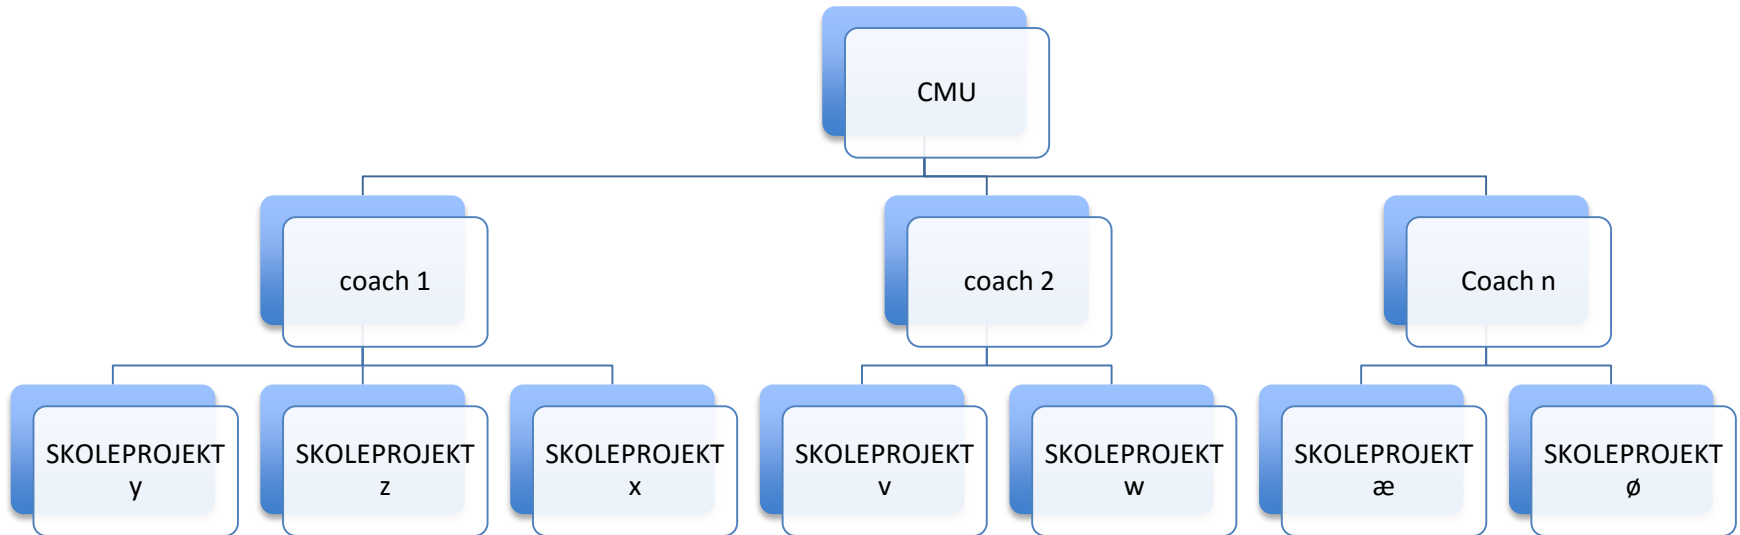 CMU
coach 1
coach 2
Coach n
SKOLEPROJEKT
y
SKOLEPROJEKT
z
SKOLEPROJEKT
x
SKOLEPROJEKT
v
SKOLEPROJEKT
w
SKOLEPROJEKT
æ
SKOLEPROJEKT
ø